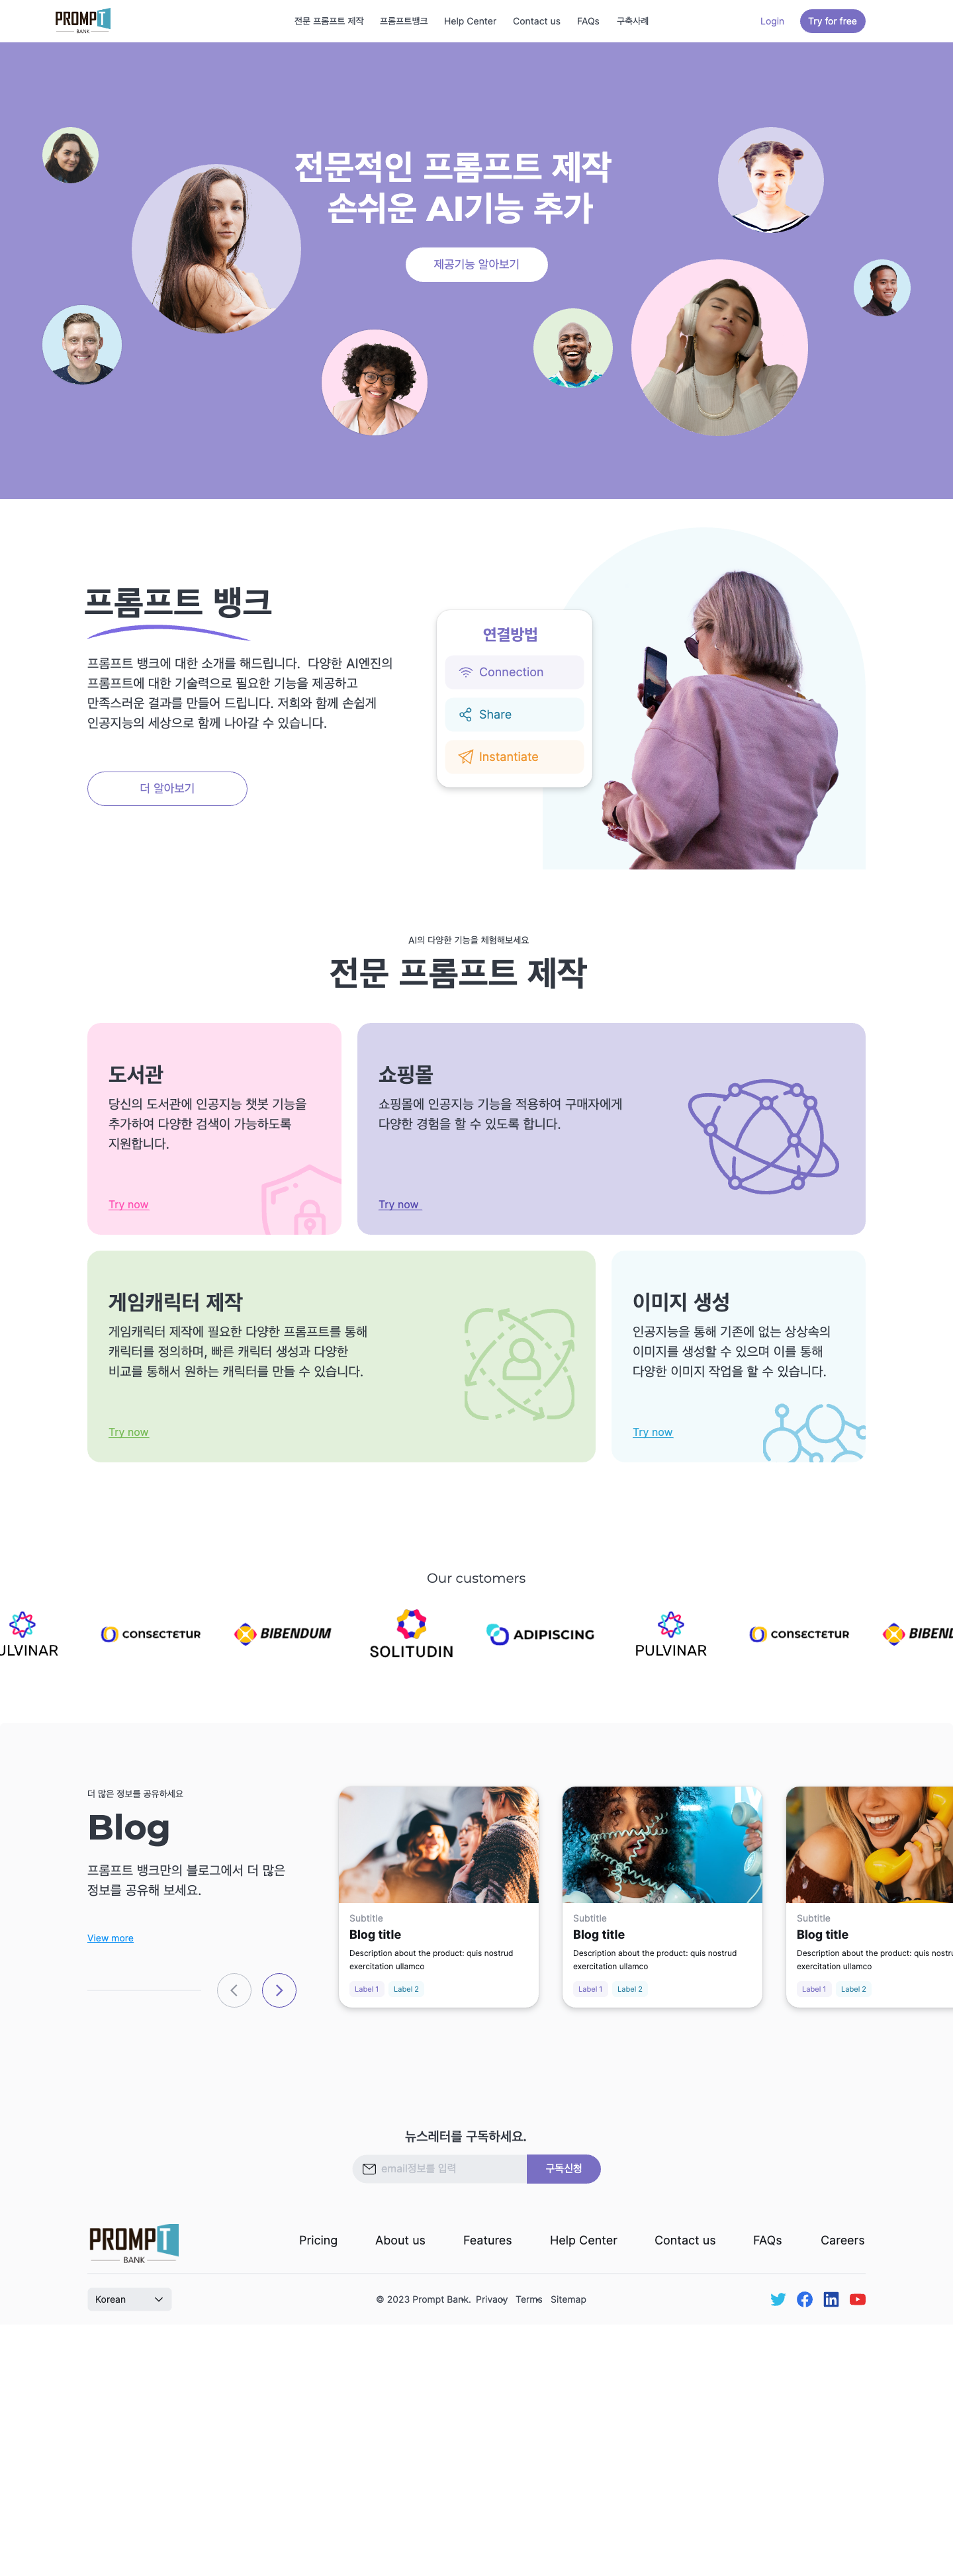 PROMPT
BANK
전문 프롬프트 제작 프롬프트뱅크 Help Center Contact us FAQs 구축사례
Login Try for free
전문적인 프롬프트 제작
손쉬운 AI기능 추가
제공기능 알아보기
프롬프트 뱅크
프롬프트 뱅크에 대한 소개를 해드립니다. 다양한 AI엔진의
프롬프트에 대한 기술력으로 필요한 기능을 제공하고
만족스러운 결과를 만들어 드립니다. 저희와 함께 손쉽게
인공지능의 세상으로 함께 나아갈 수 있습니다.
더 알아보기
연결방법
Connection
Share
Instantiate
AI의 다양한 기능을 체험해보세요
전문 프롬프트 제작
도서관
당신의 도서관에 인공지능 챗봇 기능을
추가하여 다양한 검색이 가능하도록
지원합니다.
Try now
쇼핑몰
쇼핑몰에 인공지능 기능을 적용하여 구매자에게
다양한 경험을 할 수 있도록 합니다.
Try now
게임캐릭터 제작
게임캐릭터 제작에 필요한 다양한 프롬프트를 통해
캐릭터를 정의하며, 빠른 캐릭터 생성과 다양한
비교를 통해서 원하는 캐릭터를 만들 수 있습니다.
Try now
이미지 생성
인공지능을 통해 기존에 없는 상상속의
이미지를 생성할 수 있으며 이를 통해
다양한 이미지 작업을 할 수 있습니다.
Try now
Our customers
ULVINAR CONSECTETUR BIBENDUM SOLITUDIN ADIPISCING PULVINAR CONSECTETUR BIBEND
더 많은 정보를 공유하세요
Blog
프롬프트 뱅크만의 블로그에서 더 많은
정보를 공유해 보세요.
View more
Subtitle
Blog title
Description about the product: quis nostrud
exercitation ullamco
Label 1 Label 2
Subtitle
Blog title
Description about the product: quis nostrud
exercitation ullamco
Label 1 Label 2
Subtitle
Blog title
Description about the product: quis nostru
exercitation ullamco
Label 1 Label 2
뉴스레터를 구독하세요.
email정보를 입력 구독신청
PROMPT
BANK
Pricing About us Features Help Center Contact us FAQs Careers
Korean
© 2023 Prompt Bank. Privacy Terms Sitemap